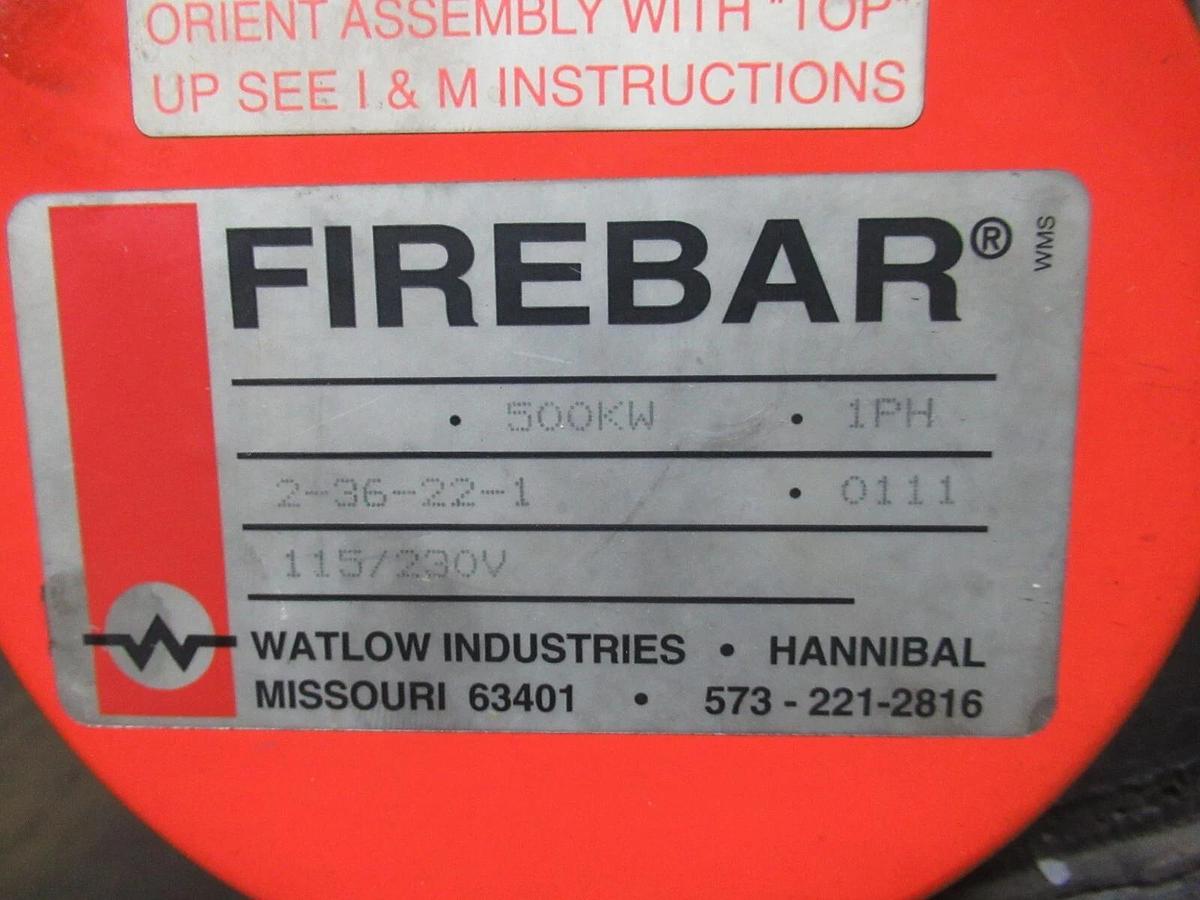 ORIENT ASSEMBLY WITH "TOP"
UP SEE I & M INSTRUCTIONS
FIREBAR®
WMS
• 500KW • 1PH
2-36-22-1 • 0111
115/230V
WATLOW INDUSTRIES • HANNIBAL
MISSOURI 63401 • 573-221-2816